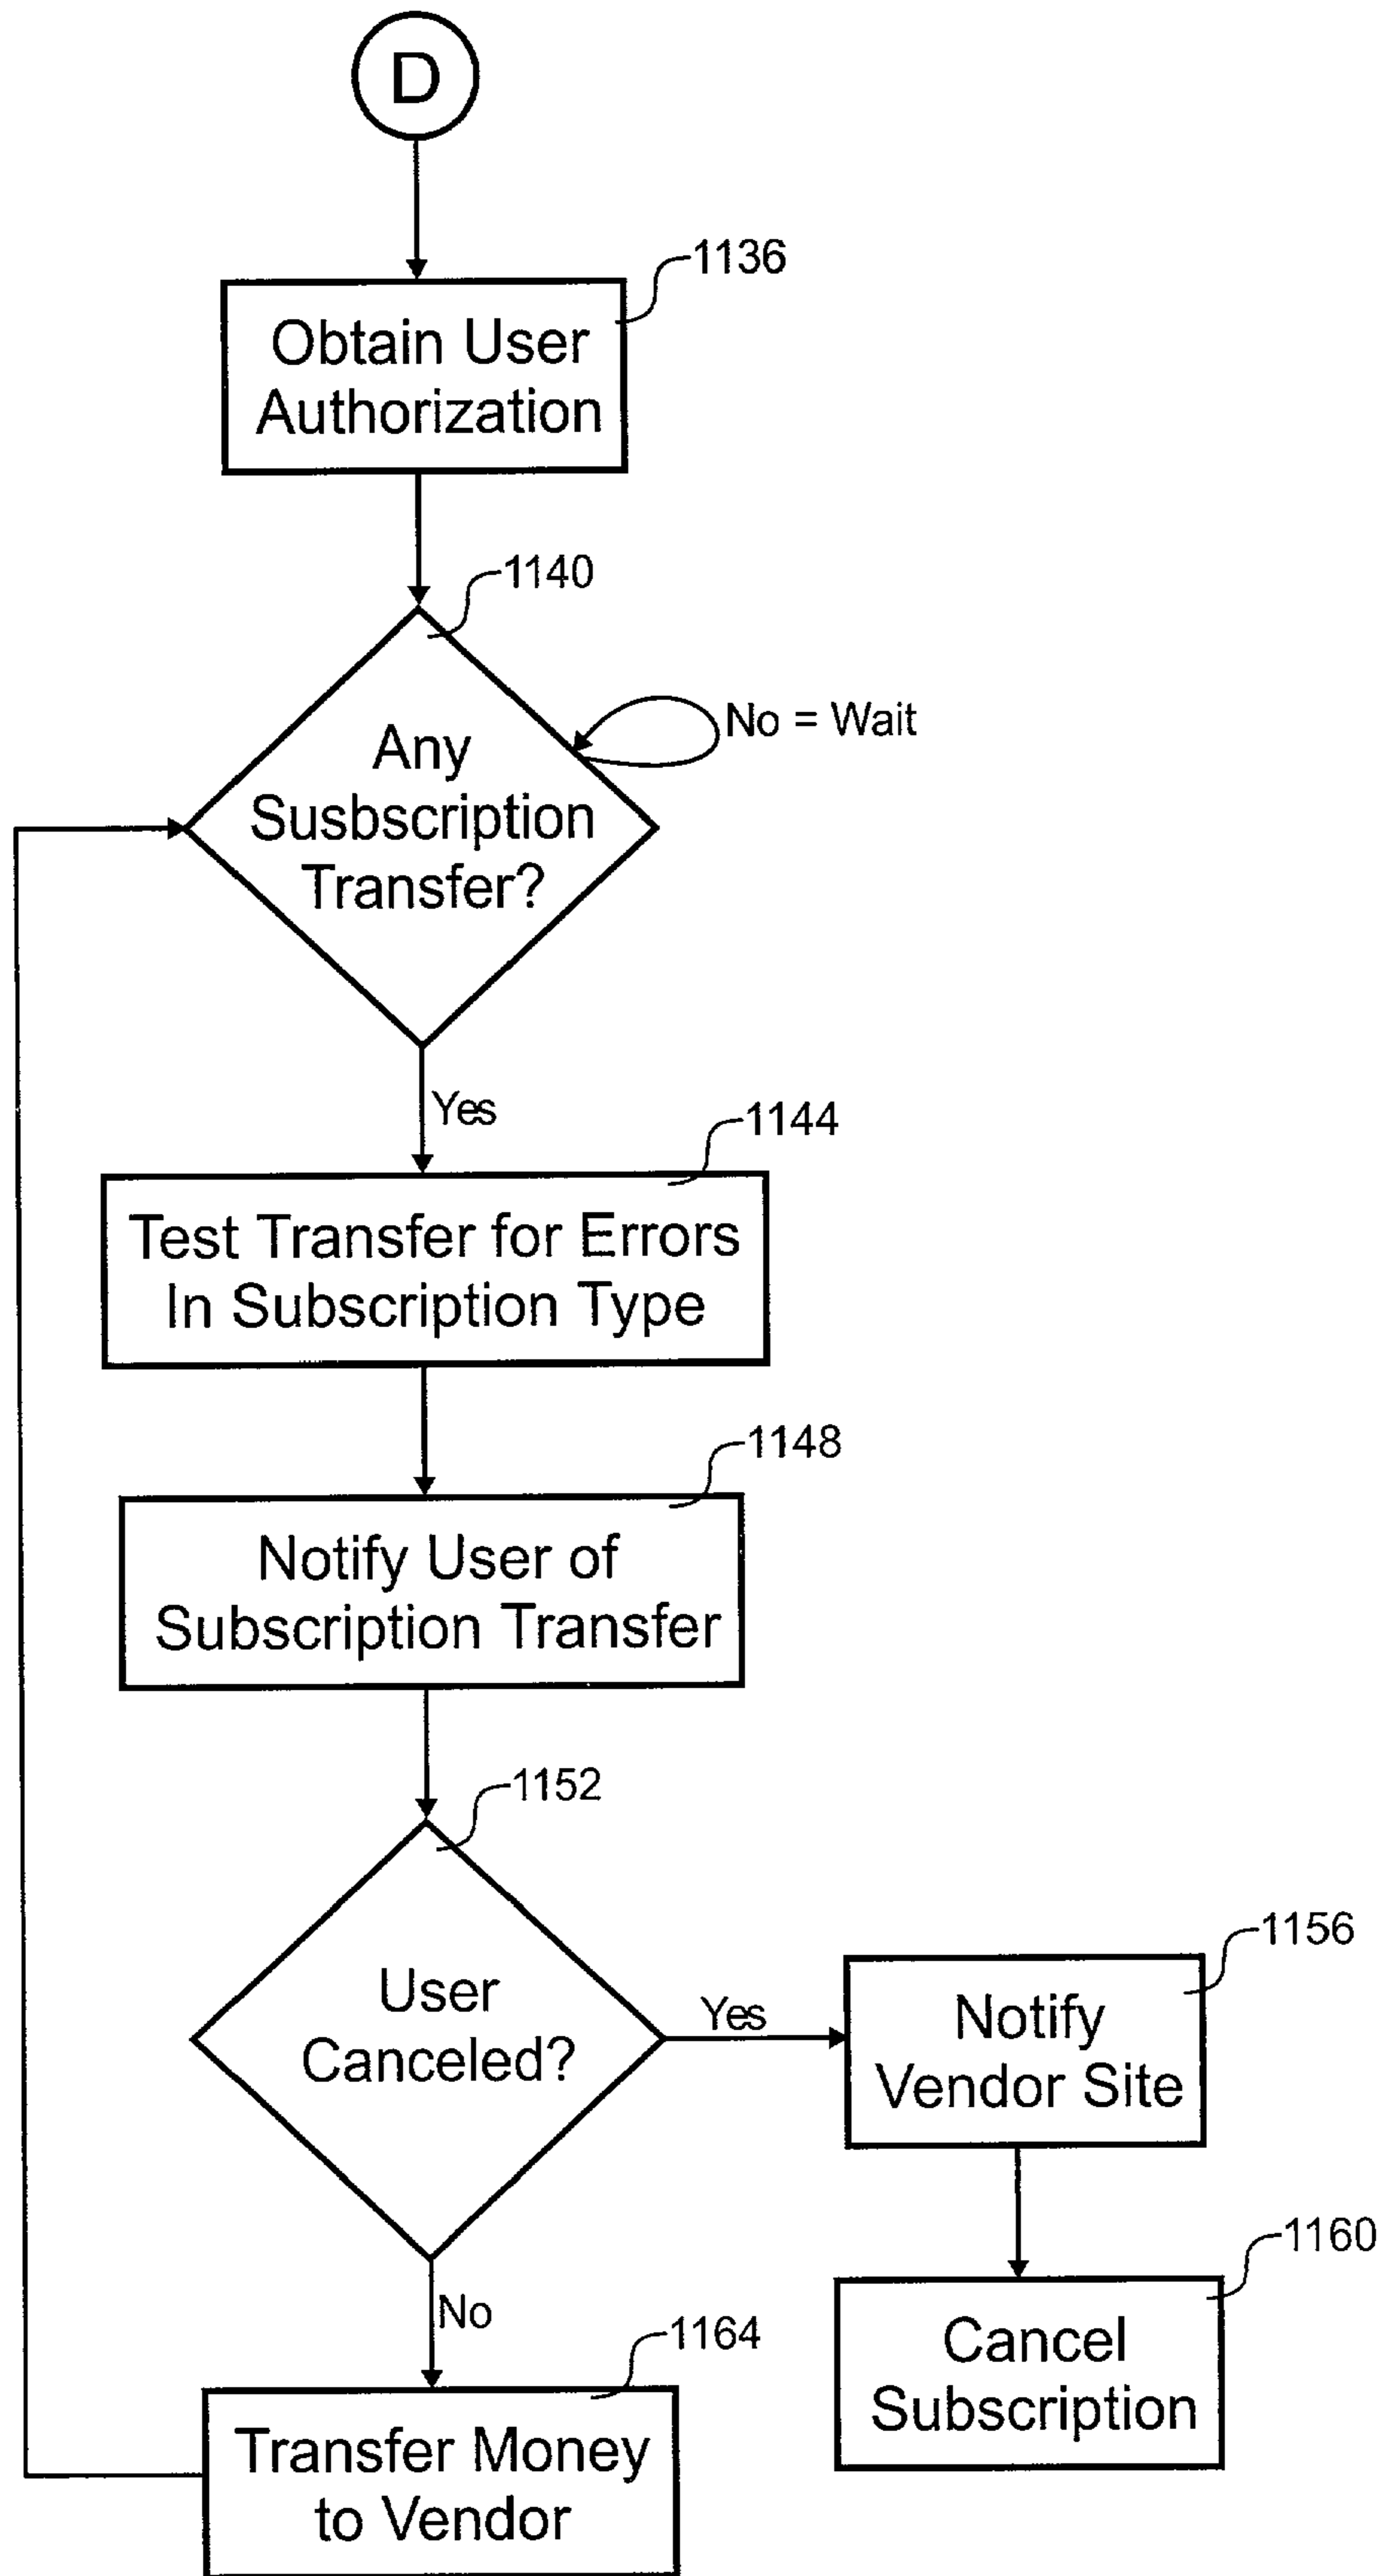 D
1136
Obtain User
Authorization
1140
Any
Susbscription
Transfer?
No = Wait
Yes
1144
Test Transfer for Errors
In Subscription Type
1148
Notify User of
Subscription Transfer
1152
User
Canceled?
Yes
1156
Notify
Vendor Site
1160
Cancel
Subscription
No
1164
Transfer Money
to Vendor